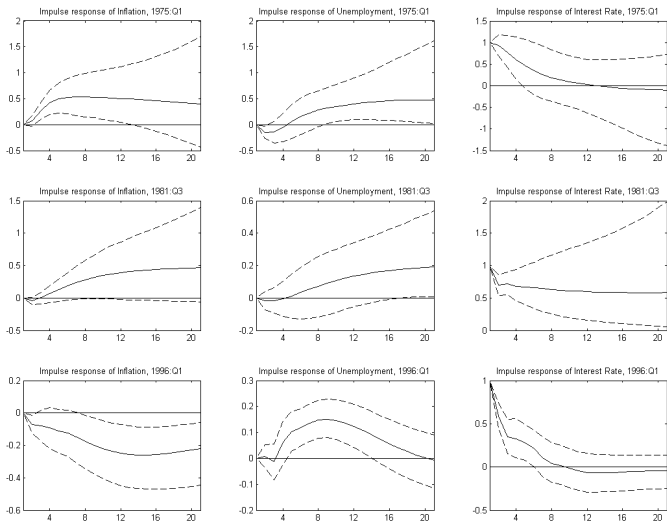 Impulse response of Inflation, 1975:Q1
2
1.5
1
0.5
0
-0.5
4 8 12 16 20
Impulse response of Unemployment, 1975:Q1
2
1.5
1
0.5
0
-0.5
4 8 12 16 20
Impulse response of Interest Rate, 1975:Q1
1.5
1
0.5
0
-0.5
-1
-1.5
4 8 12 16 20
Impulse response of Inflation, 1981:Q3
1.5
1
0.5
0
-0.5
4 8 12 16 20
Impulse response of Unemployment, 1981:Q3
0.6
0.4
0.2
0
-0.2
4 8 12 16 20
Impulse response of Interest Rate, 1981:Q3
2
1.5
1
0.5
0
4 8 12 16 20
Impulse response of Inflation, 1996:Q1
0.2
0
-0.2
-0.4
-0.6
4 8 12 16 20
Impulse response of Unemployment, 1996:Q1
0.3
0.2
0.1
0
-0.1
-0.2
4 8 12 16 20
Impulse response of Interest Rate, 1996:Q1
1
0.5
0
-0.5
4 8 12 16 20